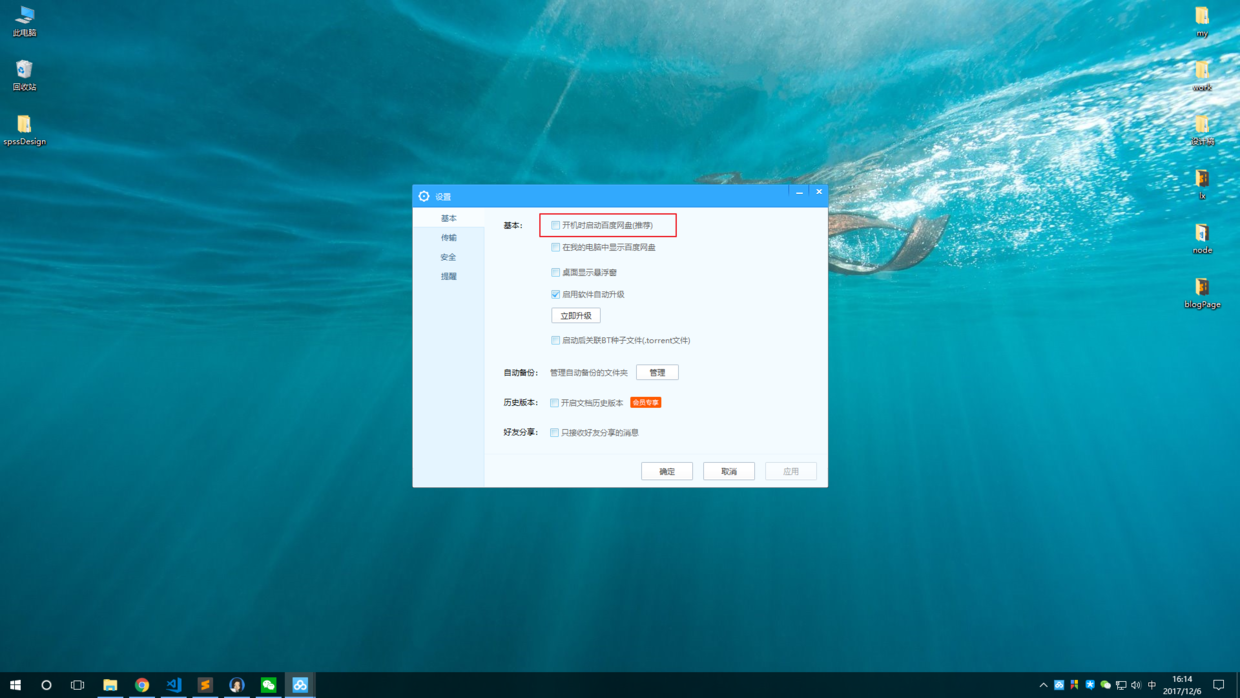 此电脑
回收站
spssDesign
my
work
设计稿
lx
node
blogPage
设置
基本
传输
安全
提醒
基本：
开机时启动百度网盘(推荐)
在我的电脑中显示百度网盘
桌面显示悬浮窗
启用软件自动升级
立即升级
启动后关联BT种子文件(.torrent文件)
自动备份： 管理自动备份的文件夹 管理
历史版本： 开启文档历史版本 会员专享
好友分享： 只接收好友分享的消息
确定 取消 应用
中
16:14
2017/12/6